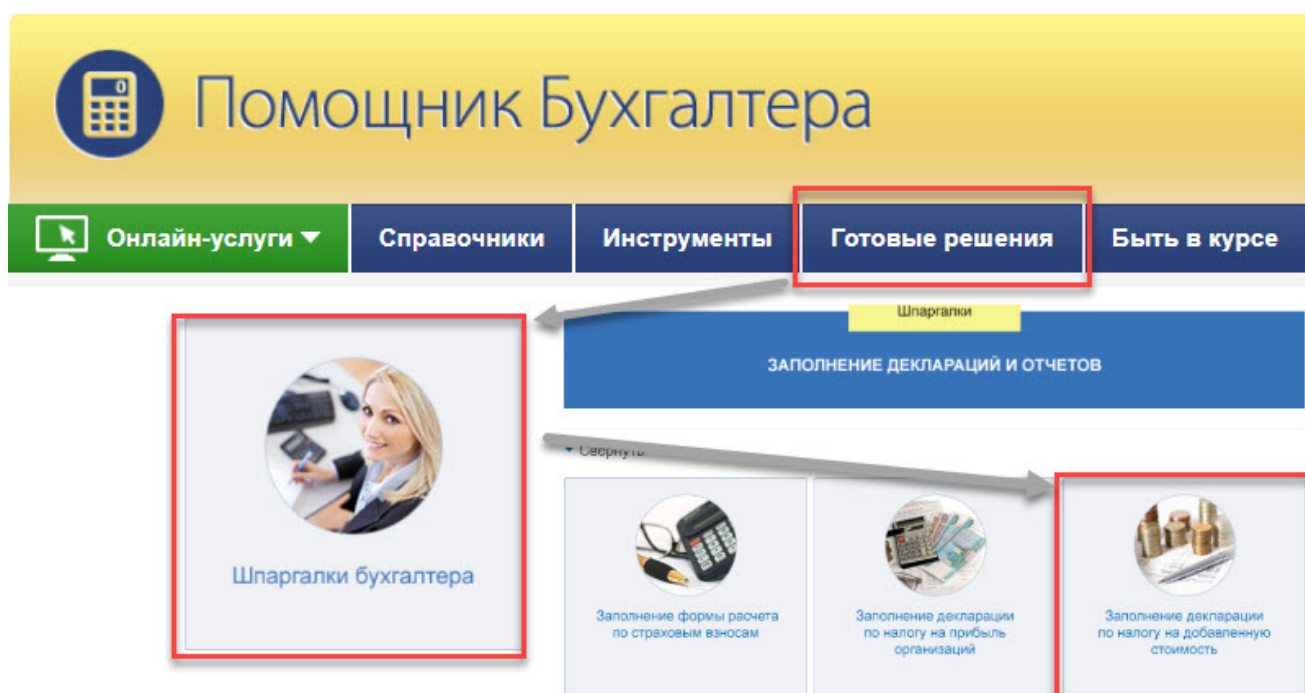 Помощник Бухгалтера
Онлайн-услуги
Справочники
Инструменты
Готовые решения
Быть в курсе
Шпаргалки
ЗАПОЛНЕНИЕ ДЕКЛАРАЦИЙ И ОТЧЕТОВ
Свернуть
Шпаргалки бухгалтера
Заполнение формы расчета
по страховым взносам
Заполнение декларации
по налогу на прибыль
организаций
Заполнение декларации
по налогу на добавленную
стоимость